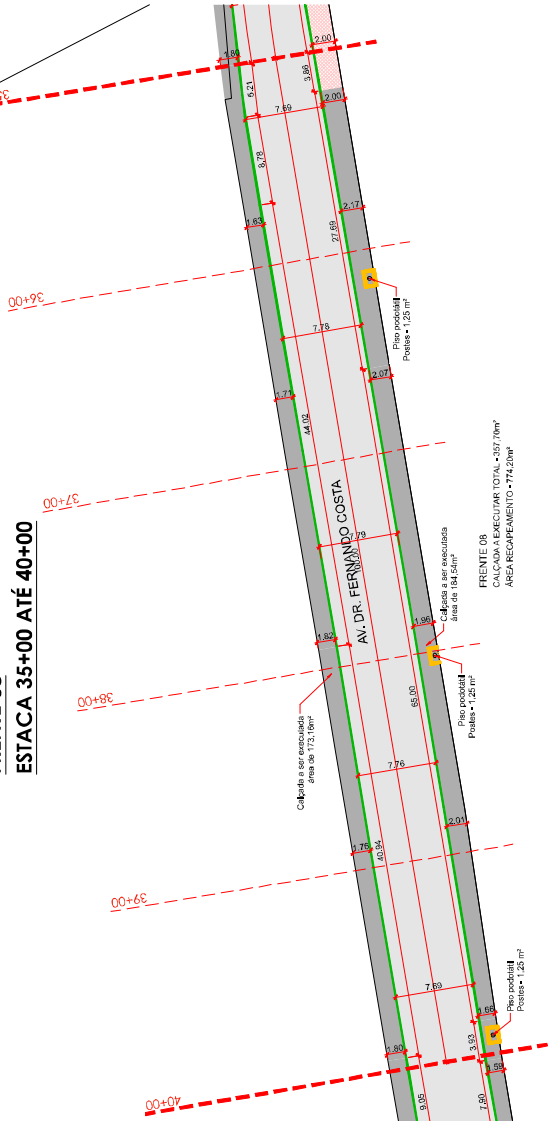 ESTACA 35+00 ATÉ 40+00
1.80
2.00
5.21
3.86
7.69
2.00
8.78
1.63
2.17
27.69
36+00
7.78
Piso podotátil
Postes - 1,25 m²
1.71
2.07
44.02
37+00
7.79
AV. DR. FERNANDO COSTA
100.00
FRENTE 08
CALÇADA A EXECUTAR TOTAL - 357,70m²
ÁREA RECAPEAMENTO - 774,20m²
1.82
1.96
Calçada a ser executada
área de 184,54m²
38+00
65.00
Piso podotátil
Postes - 1,25 m²
Calçada a ser executada
área de 173,16m²
7.76
2.01
1.76
40.94
39+00
7.69
1.66
Piso podotátil
Postes - 1,25 m²
3.93
1.80
1.59
40+00
9.05
7.90